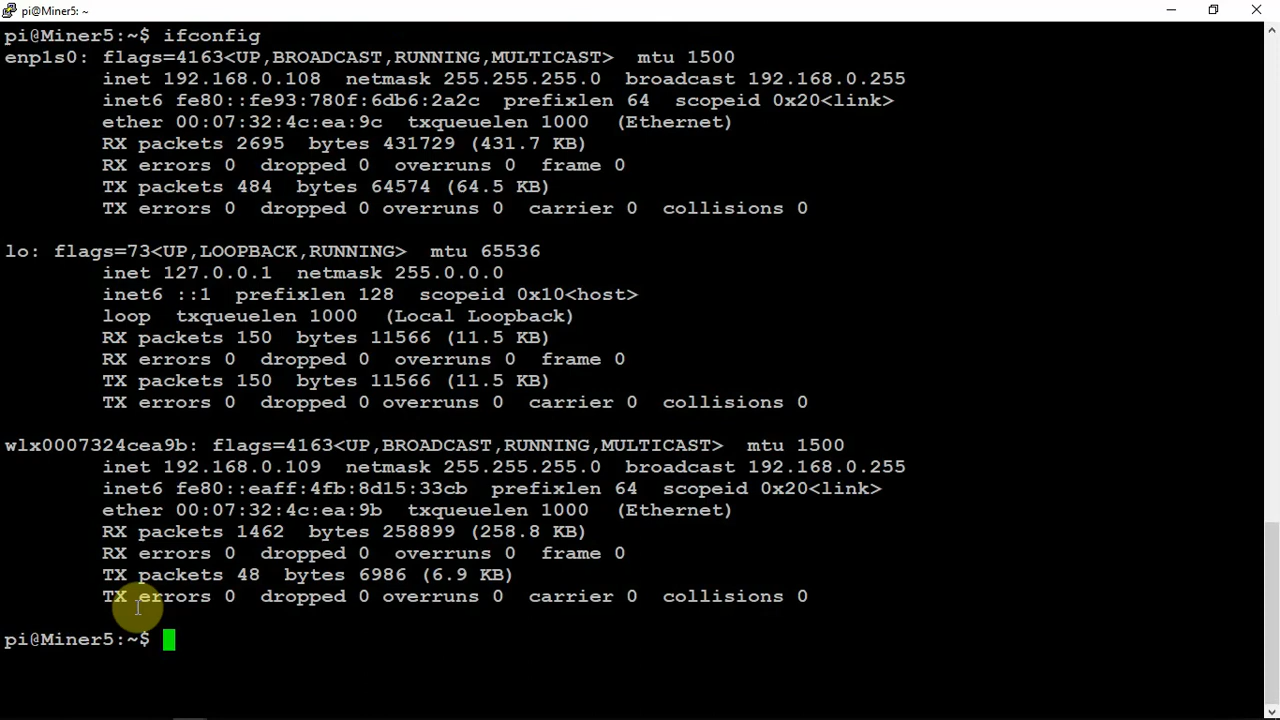 pi@Miner5: ~
pi@Miner5:~$ ifconfig
enp1s0: flags=4163<UP,BROADCAST,RUNNING,MULTICAST>  mtu 1500
        inet 192.168.0.108  netmask 255.255.255.0  broadcast 192.168.0.255
        inet6 fe80::fe93:780f:6db6:2a2c  prefixlen 64  scopeid 0x20<link>
        ether 00:07:32:4c:ea:9c  txqueuelen 1000  (Ethernet)
        RX packets 2695  bytes 431729 (431.7 KB)
        RX errors 0  dropped 0  overruns 0  frame 0
        TX packets 484  bytes 64574 (64.5 KB)
        TX errors 0  dropped 0 overruns 0  carrier 0  collisions 0

lo: flags=73<UP,LOOPBACK,RUNNING>  mtu 65536
        inet 127.0.0.1  netmask 255.0.0.0
        inet6 ::1  prefixlen 128  scopeid 0x10<host>
        loop  txqueuelen 1000  (Local Loopback)
        RX packets 150  bytes 11566 (11.5 KB)
        RX errors 0  dropped 0  overruns 0  frame 0
        TX packets 150  bytes 11566 (11.5 KB)
        TX errors 0  dropped 0 overruns 0  carrier 0  collisions 0

wlx0007324cea9b: flags=4163<UP,BROADCAST,RUNNING,MULTICAST>  mtu 1500
        inet 192.168.0.109  netmask 255.255.255.0  broadcast 192.168.0.255
        inet6 fe80::eaff:4fb:8d15:33cb  prefixlen 64  scopeid 0x20<link>
        ether 00:07:32:4c:ea:9b  txqueuelen 1000  (Ethernet)
        RX packets 1462  bytes 258899 (258.8 KB)
        RX errors 0  dropped 0  overruns 0  frame 0
        TX packets 48  bytes 6986 (6.9 KB)
        TX errors 0  dropped 0 overruns 0  carrier 0  collisions 0

pi@Miner5:~$